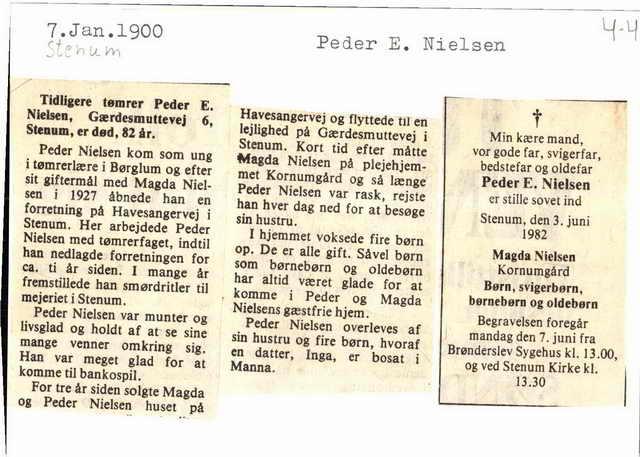 7.Jan.1900
Stenum
Peder E. Nielsen
4-4
Tidligere tømrer Peder E.
Nielsen, Gærdesmuttevej 6,
Stenum, er død, 82 år.
Peder Nielsen kom som ung
i tømrerlære i Børglum og efter
sit giftermål med Magda Niel-
sen i 1927 åbnede han en
forretning på Havesangervej i
Stenum. Her arbejdede Peder
Nielsen med tømrerfaget, indtil
han nedlagde forretningen for
ca. ti år siden. I mange år
fremstillede han smørdritler til
mejeriet i Stenum.
Peder Nielsen var munter og
livsglad og holdt af at se sine
mange venner omkring sig.
Han var meget glad for at
komme til bankospil.
For tre år siden solgte Magda
og Peder Nielsen huset på
Havesangervej og flyttede til en
lejlighed på Gærdesmuttevej i
Stenum. Kort tid efter måtte
Magda Nielsen på plejehjem-
met Kornumgård og så længe
Peder Nielsen var rask, rejste
han hver dag ned for at besøge
sin hustru.
I hjemmet voksede fire børn
op. De er alle gift. Såvel børn
som børnebørn og oldebørn
har altid været glade for at
komme i Peder og Magda
Nielsens gæstfrie hjem.
Peder Nielsen overleves af
sin hustru og fire børn, hvoraf
en datter, Inga, er bosat i
Manna.
†
Min kære mand,
vor gode far, svigerfar,
bedstefar og oldefar
Peder E. Nielsen
er stille sovet ind
Stenum, den 3. juni
1982
Magda Nielsen
Kornumgård
Børn, svigerbørn,
børnebørn og oldebørn
Begravelsen foregår
mandag den 7. juni fra
Brønderslev Sygehus kl. 13.00,
og ved Stenum Kirke kl.
13.30